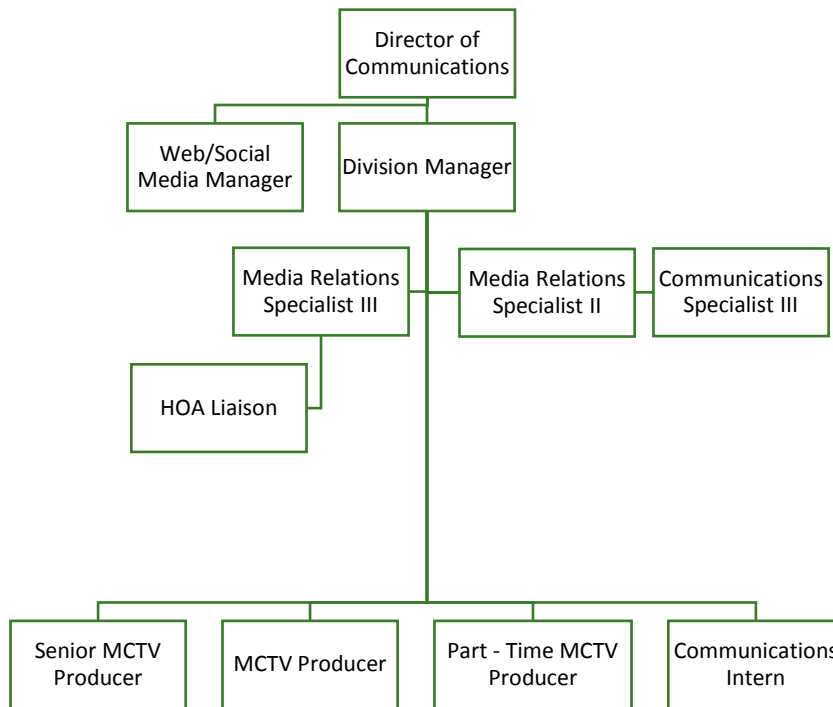 Director of
Communications
Web/Social
Media Manager
Division Manager
Media Relations
Specialist III
Media Relations
Specialist II
Communications
Specialist III
HOA Liaison
Senior MCTV
Producer
MCTV Producer
Part - Time MCTV
Producer
Communications
Intern